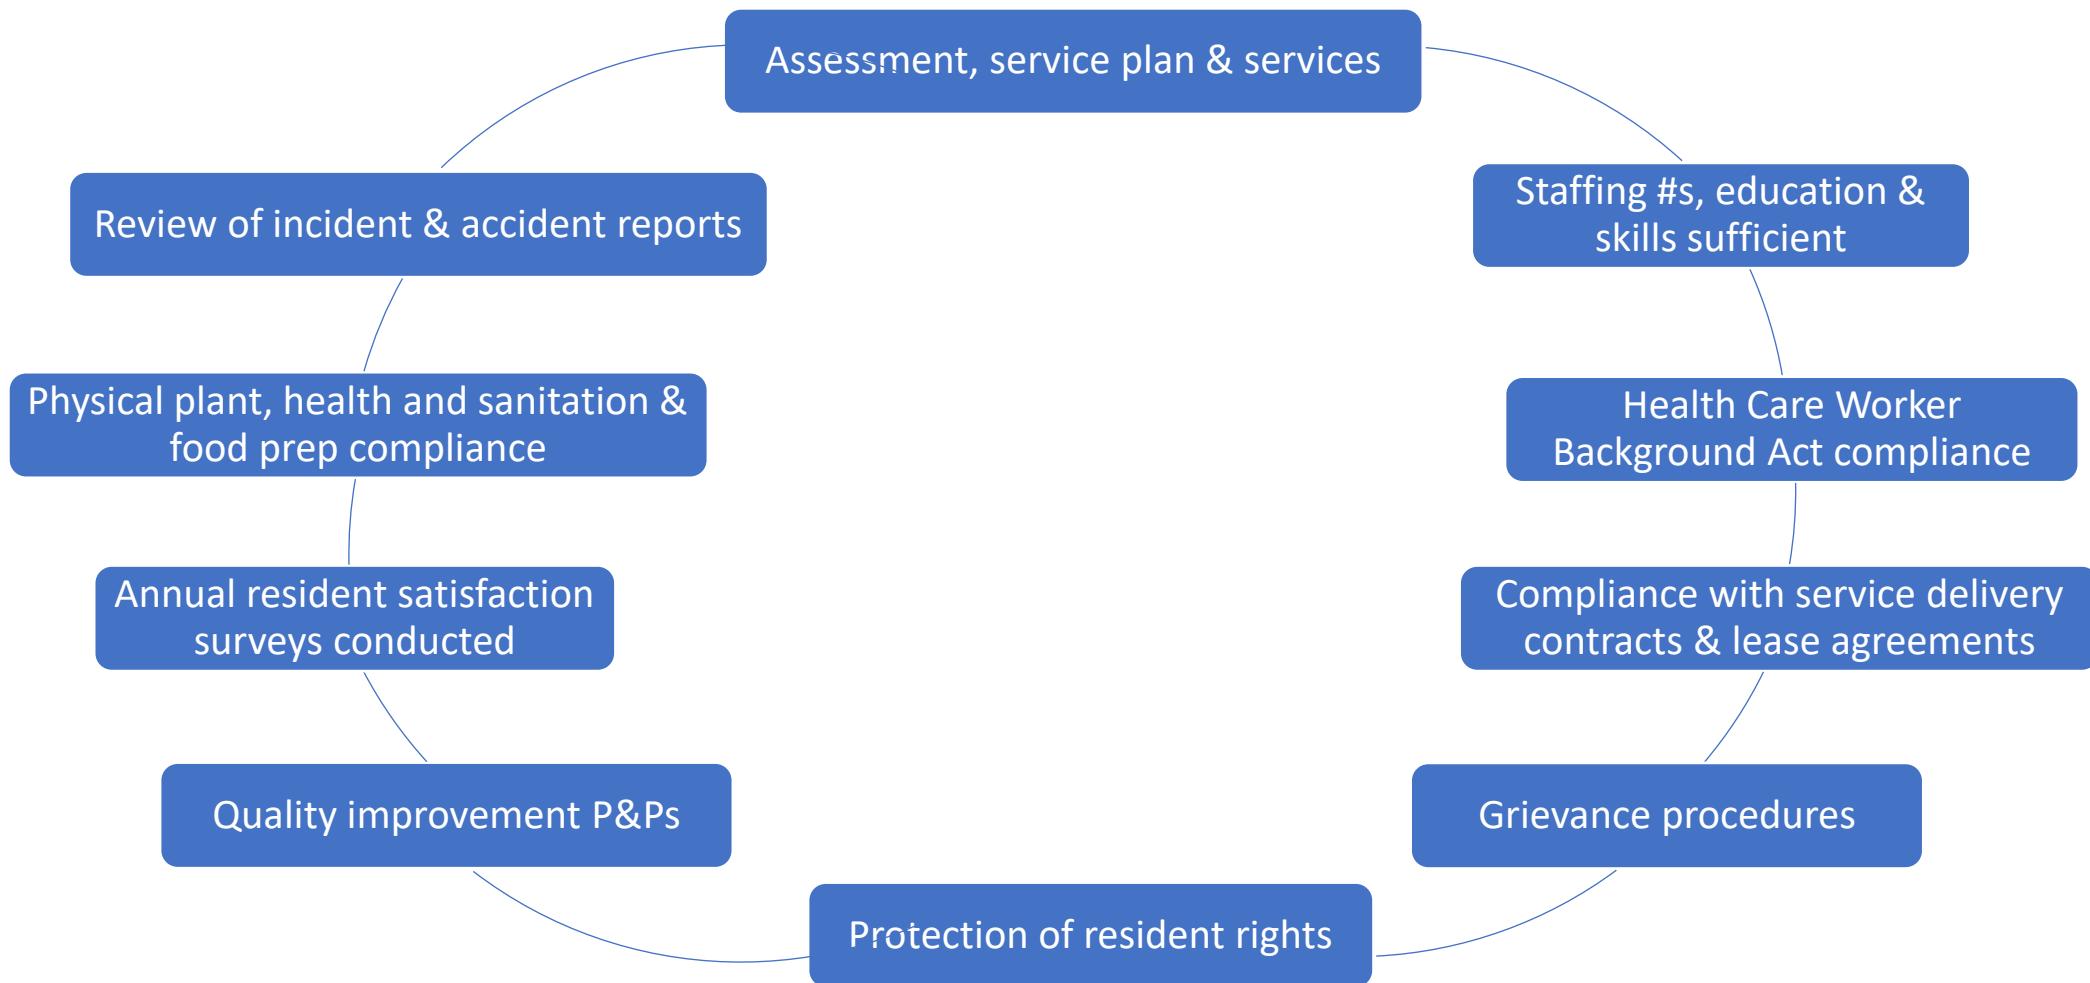 Assessment, service plan & services
Staffing #s, education &
skills sufficient
Health Care Worker
Background Act compliance
Compliance with service delivery
contracts & lease agreements
Grievance procedures
Protection of resident rights
Quality improvement P&Ps
Annual resident satisfaction
surveys conducted
Physical plant, health and sanitation &
food prep compliance
Review of incident & accident reports